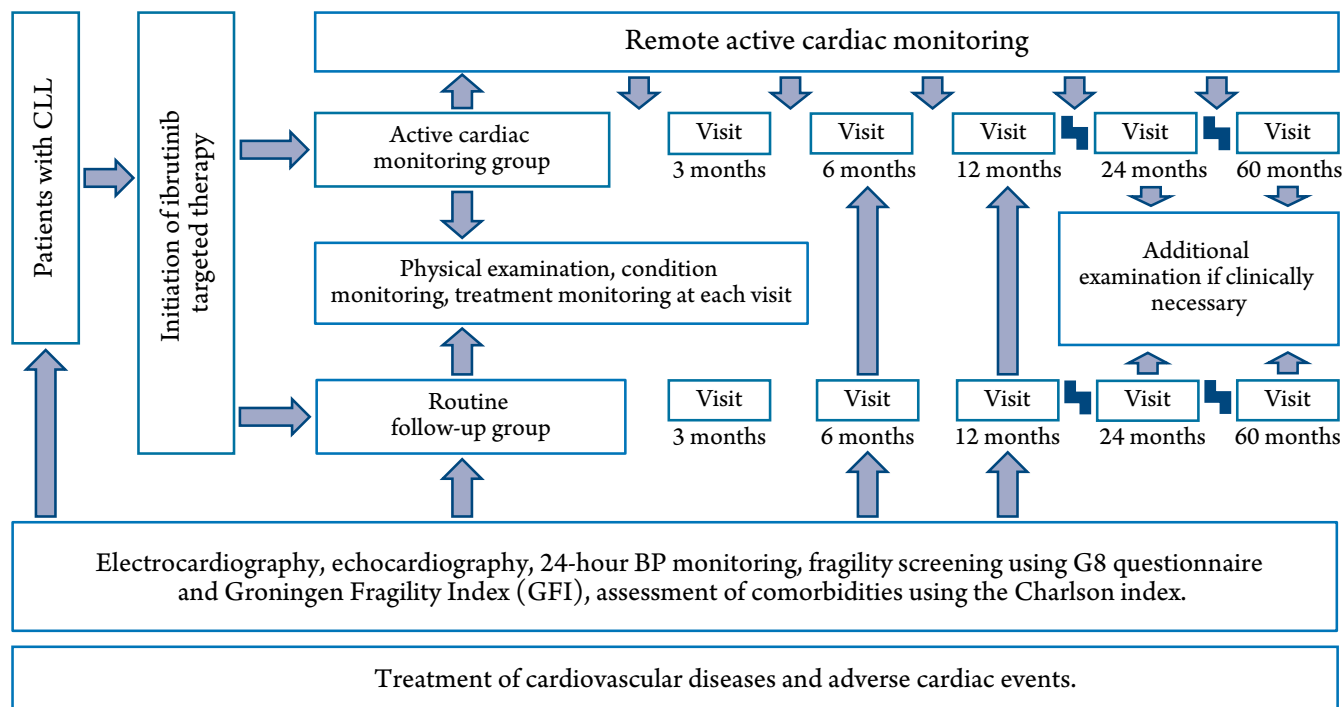 Patients with CLL
Initiation of ibrutinib
targeted therapy
Remote active cardiac monitoring
Active cardiac
monitoring group
Visit
3 months
Visit
6 months
Visit
12 months
Visit
24 months
Visit
60 months
Physical examination, condition
monitoring, treatment monitoring at each visit
Additional
examination if clinically
necessary
Routine
follow-up group
Visit
3 months
Visit
6 months
Visit
12 months
Visit
24 months
Visit
60 months
Electrocardiography, echocardiography, 24-hour BP monitoring, fragility screening using G8 questionnaire
and Groningen Fragility Index (GFI), assessment of comorbidities using the Charlson index.
Treatment of cardiovascular diseases and adverse cardiac events.